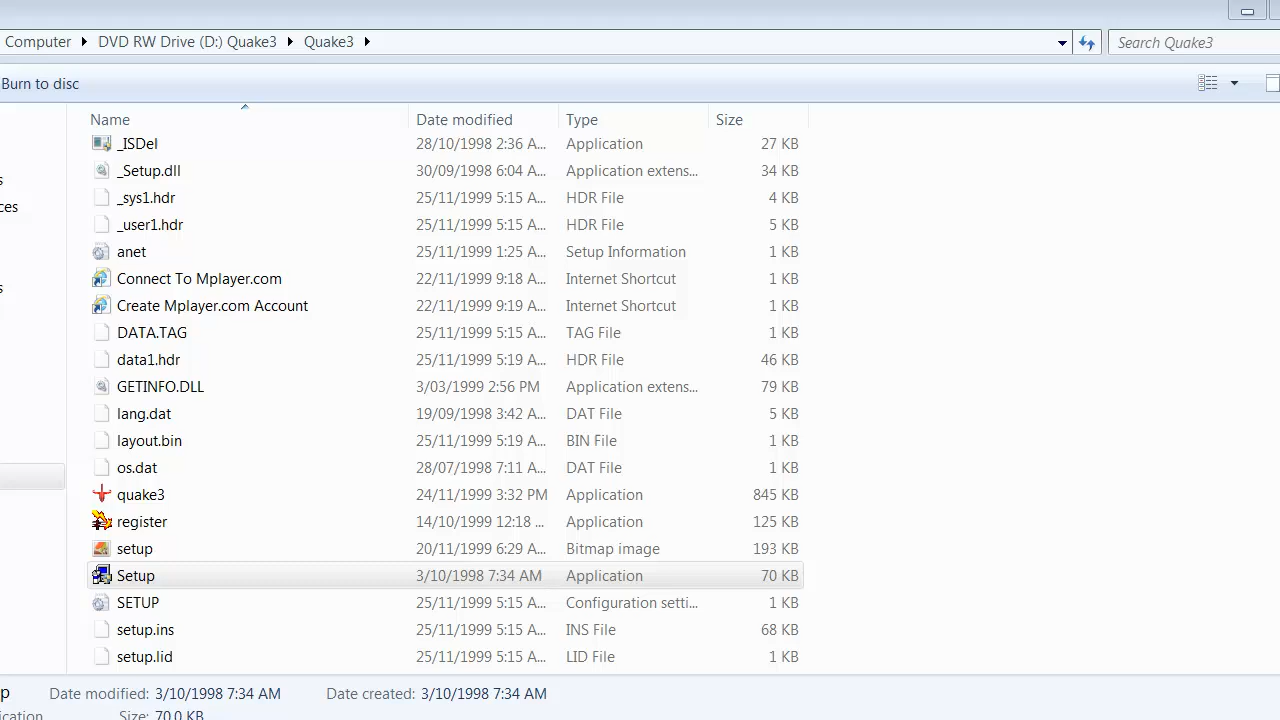 Computer DVD RW Drive (D:) Quake3 Quake3 Search Quake3
Burn to disc
Name Date modified Type Size
_ISDel 28/10/1998 2:36 A... Application 27 KB
_Setup.dll 30/09/1998 6:04 A... Application extens... 34 KB
_sys1.hdr 25/11/1999 5:15 A... HDR File 4 KB
_user1.hdr 25/11/1999 5:15 A... HDR File 5 KB
anet 25/11/1999 1:25 A... Setup Information 1 KB
Connect To Mplayer.com 22/11/1999 9:18 A... Internet Shortcut 1 KB
Create Mplayer.com Account 22/11/1999 9:19 A... Internet Shortcut 1 KB
DATA.TAG 25/11/1999 5:15 A... TAG File 1 KB
data1.hdr 25/11/1999 5:19 A... HDR File 46 KB
GETINFO.DLL 3/03/1999 2:56 PM Application extens... 79 KB
lang.dat 19/09/1998 3:42 A... DAT File 5 KB
layout.bin 25/11/1999 5:19 A... BIN File 1 KB
os.dat 28/07/1998 7:11 A... DAT File 1 KB
quake3 24/11/1999 3:32 PM Application 845 KB
register 14/10/1999 12:18 ... Application 125 KB
setup 20/11/1999 6:29 A... Bitmap image 193 KB
Setup 3/10/1998 7:34 AM Application 70 KB
SETUP 25/11/1999 5:15 A... Configuration setti... 1 KB
setup.ins 25/11/1999 5:15 A... INS File 68 KB
setup.lid 25/11/1999 5:15 A... LID File 1 KB
p Date modified: 3/10/1998 7:34 AM Date created: 3/10/1998 7:34 AM
ication Size: 70.0 KB